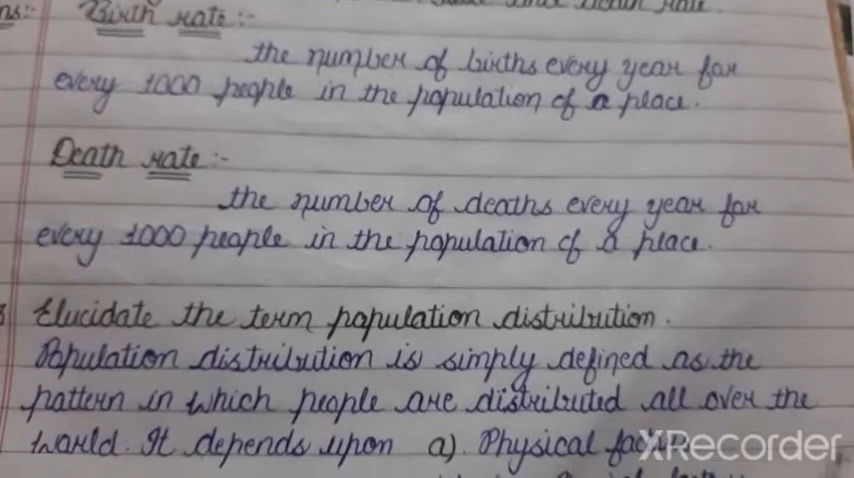 ns:- Birth rate:-
the number of births every year for
every 1000 people in the population of a place.
Death rate:-
the number of deaths every year for
every 1000 people in the population of a place.
Elucidate the term population distribution.
Population distribution is simply defined as the
pattern in which people are distributed all over the
world. It depends upon a). Physical
XRecorder